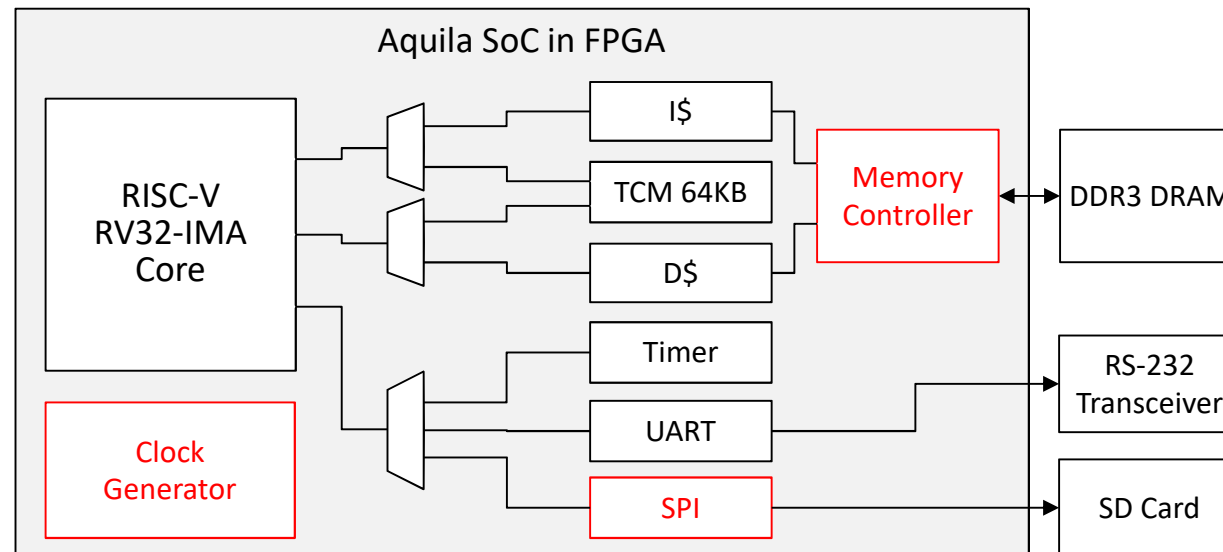 Aquila SoC in FPGA
RISC-V
RV32-IMA
Core
I$
TCM 64KB
D$
Memory
Controller
DDR3 DRAM
Timer
UART
SPI
Clock
Generator
RS-232
Transceiver
SD Card